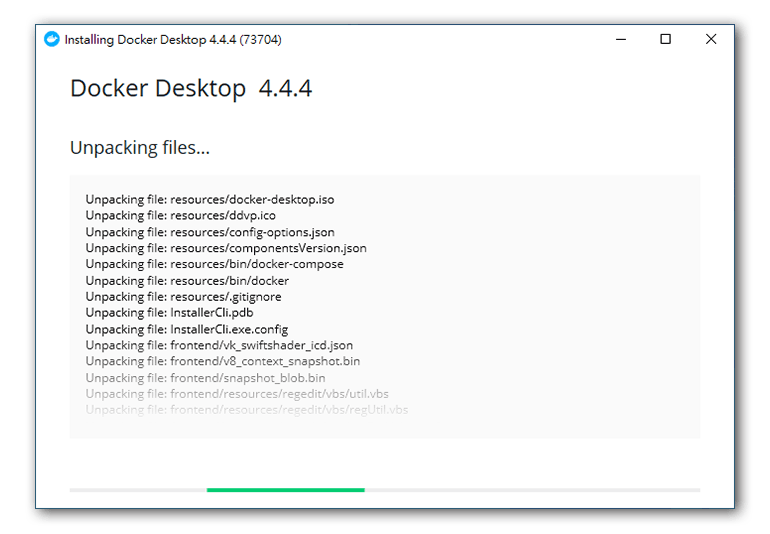 Installing Docker Desktop 4.4.4 (73704)
Docker Desktop 4.4.4
Unpacking files...
Unpacking file: resources/docker-desktop.iso
Unpacking file: resources/ddvp.ico
Unpacking file: resources/config-options.json
Unpacking file: resources/componentsVersion.json
Unpacking file: resources/bin/docker-compose
Unpacking file: resources/bin/docker
Unpacking file: resources/.gitignore
Unpacking file: InstallerCli.pdb
Unpacking file: InstallerCli.exe.config
Unpacking file: frontend/vk_swiftshader_icd.json
Unpacking file: frontend/v8_context_snapshot.bin
Unpacking file: frontend/snapshot_blob.bin
Unpacking file: frontend/resources/regedit/vbs/util.vbs
Unpacking file: frontend/resources/regedit/vbs/regUtil.vbs